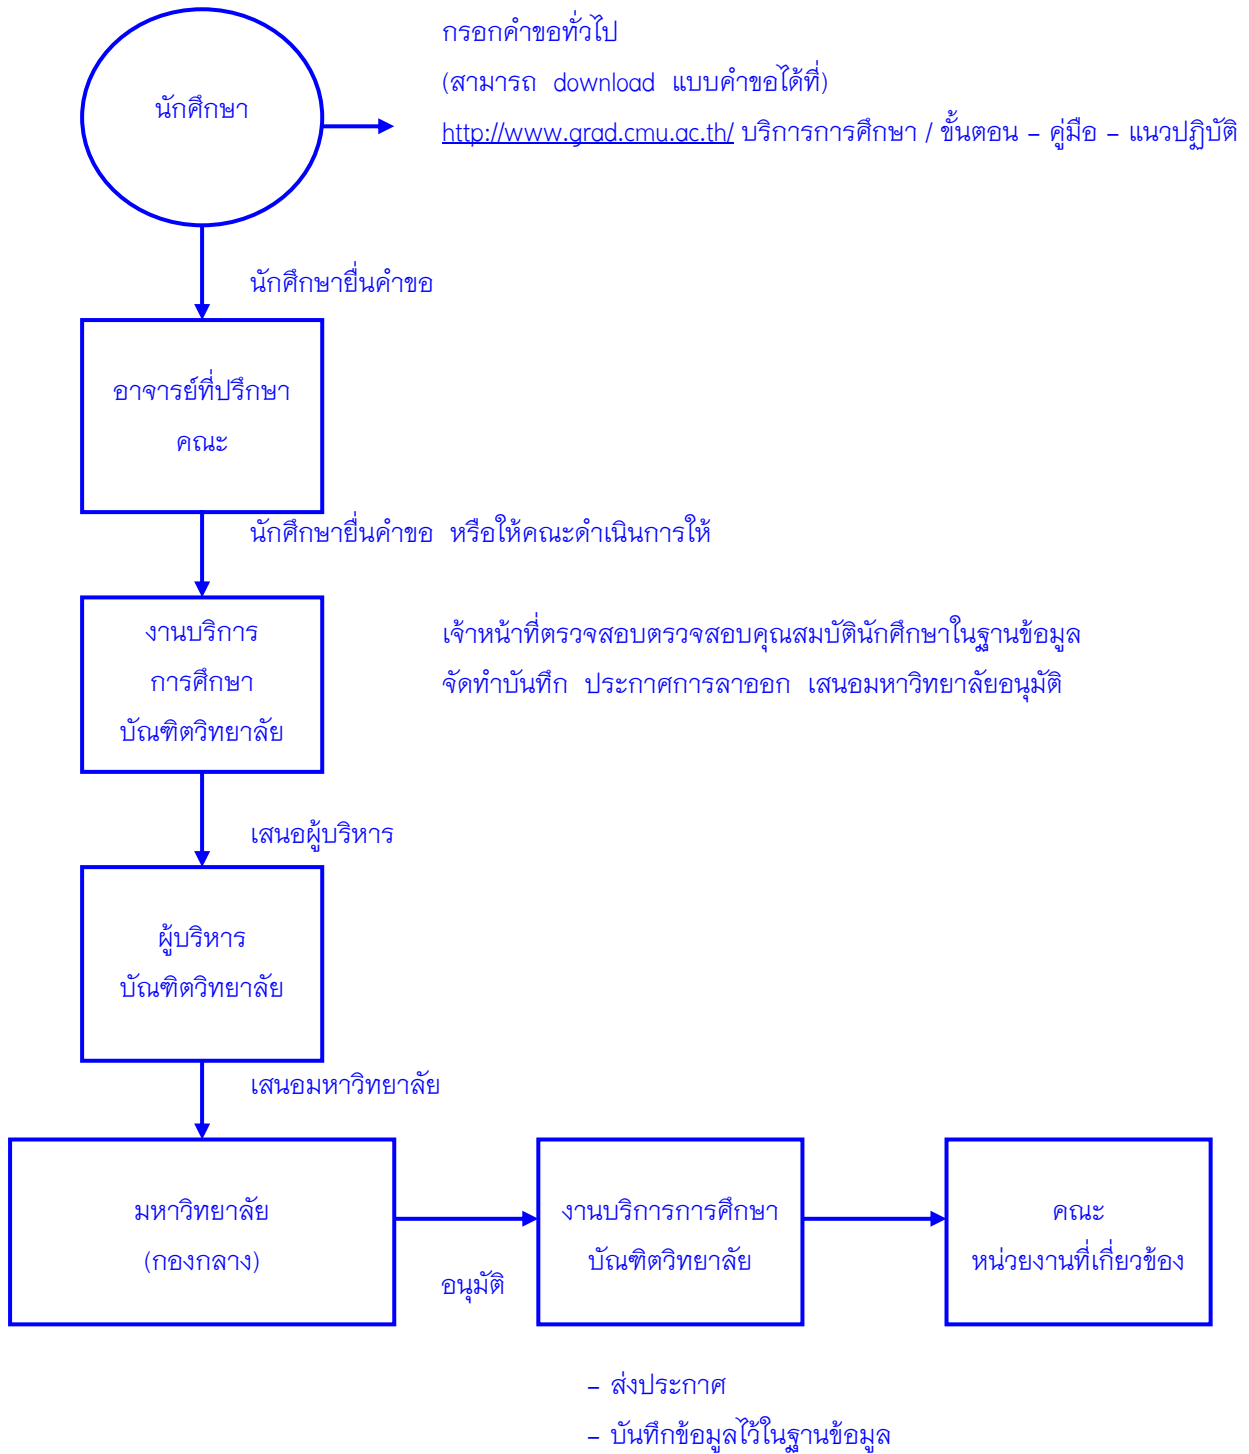 กรอกคำขอทั่วไป
(สามารถ download แบบคำขอได้ที่)
นักศึกษา
http://www.grad.cmu.ac.th/ บริการการศึกษา / ขั้นตอน – คู่มือ – แนวปฏิบัติ
นักศึกษายื่นคำขอ
อาจารย์ที่ปรึกษา
คณะ
นักศึกษายื่นคำขอ หรือให้คณะดำเนินการให้
งานบริการ
การศึกษา
บัณฑิตวิทยาลัย
เจ้าหน้าที่ตรวจสอบตรวจสอบคุณสมบัตินักศึกษาในฐานข้อมูล
จัดทำบันทึก ประกาศการลาออก เสนอมหาวิทยาลัยอนุมัติ
เสนอผู้บริหาร
ผู้บริหาร
บัณฑิตวิทยาลัย
เสนอมหาวิทยาลัย
มหาวิทยาลัย
(กองกลาง)
อนุมัติ
งานบริการการศึกษา
บัณฑิตวิทยาลัย
คณะ
หน่วยงานที่เกี่ยวข้อง
– ส่งประกาศ
– บันทึกข้อมูลไว้ในฐานข้อมูล